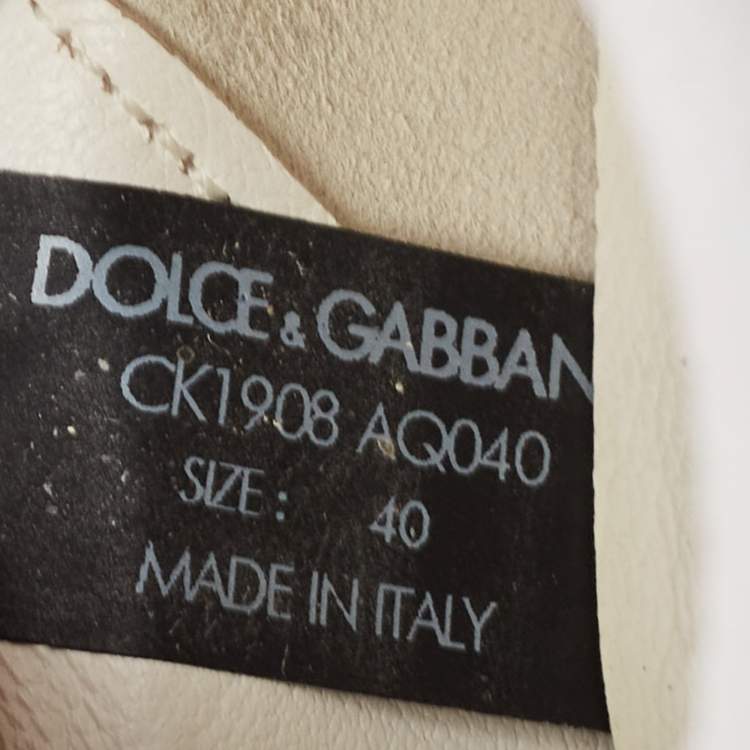 DOLCE & GABBAN
CK1908 AQ040
SIZE: 40
MADE IN ITALY